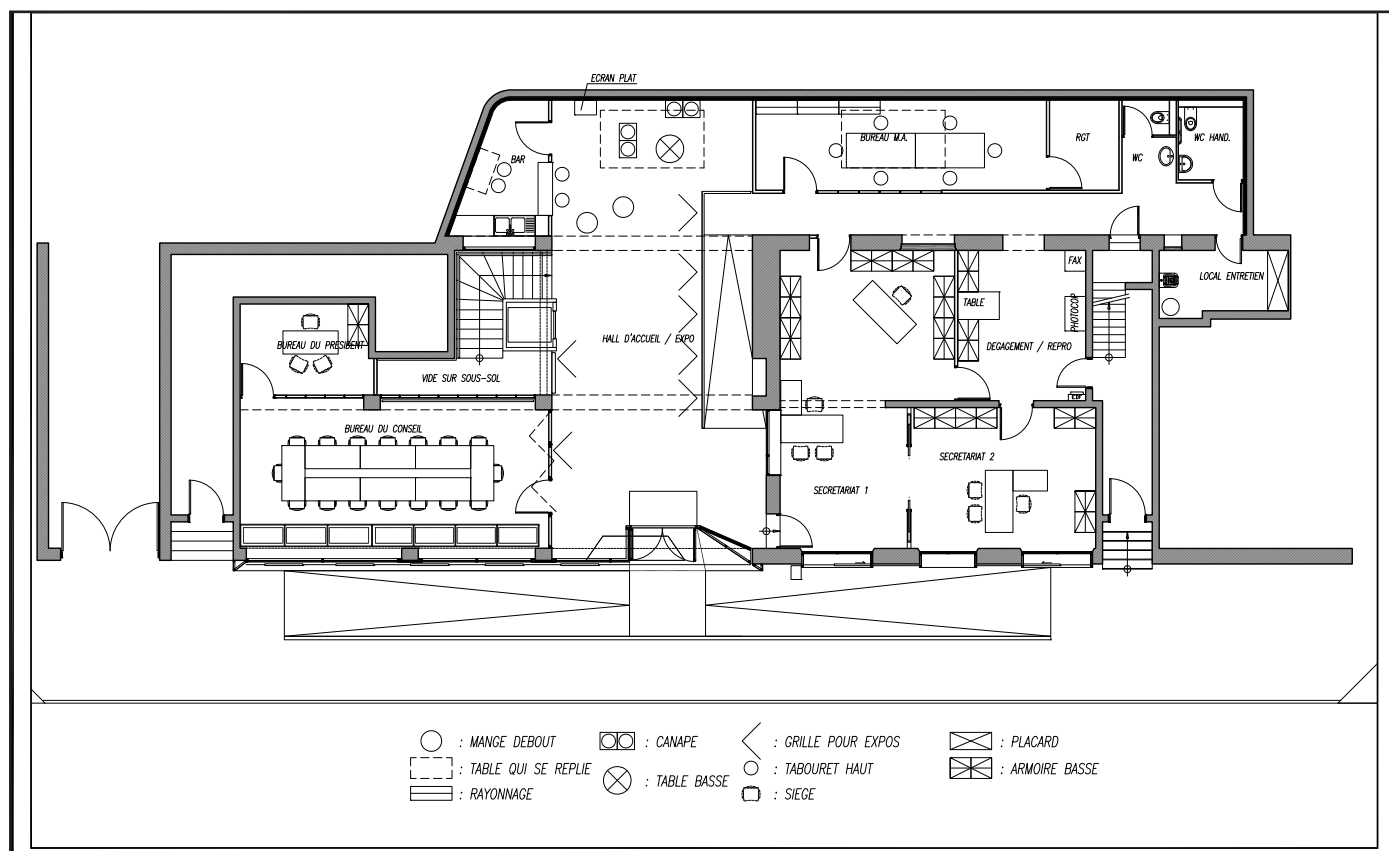 ECRAN PLAT
BAR
BUREAU M.A.
RGT
WC
WC HAND.
FAX
LOCAL ENTRETIEN
TABLE
PHOTOCOP
HALL D'ACCUEIL / EXPO
DEGAGEMENT / REPRO
BUREAU DU PRESIDENT
VIDE SUR SOUS-SOL
EDF
BUREAU DU CONSEIL
SECRETARIAT 2
SECRETARIAT 1
: MANGE DEBOUT
: CANAPE
: GRILLE POUR EXPOS
: PLACARD
: TABLE QUI SE REPLIE
: TABLE BASSE
: TABOURET HAUT
: ARMOIRE BASSE
: RAYONNAGE
: SIEGE